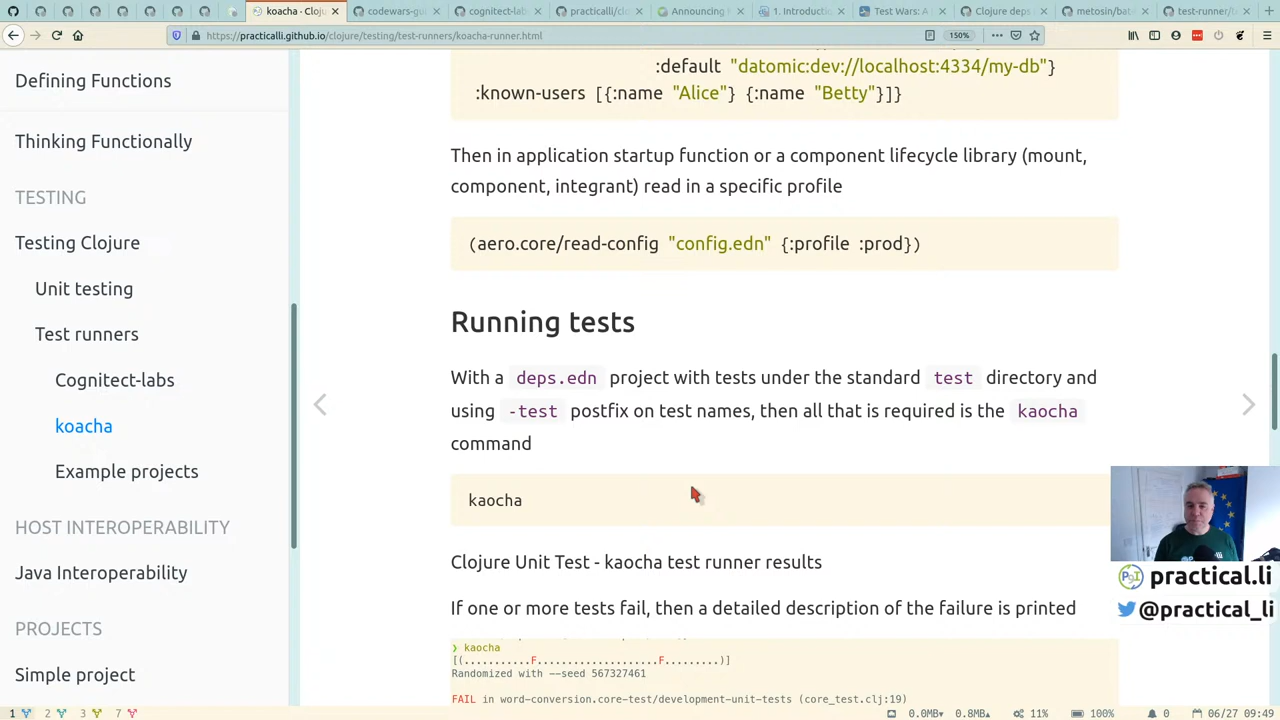 koacha - Cloju
codewars-gui
cognitect-labs
practicalli/clo
Announcing
1. Introductio
Test Wars: A
Clojure deps
metosin/bat
test-runner/t
https://practicalli.github.io/clojure/testing/test-runners/koacha-runner.html
150%
Defining Functions
Thinking Functionally
TESTING
Testing Clojure
Unit testing
Test runners
Cognitect-labs
koacha
Example projects
HOST INTEROPERABILITY
Java Interoperability
PROJECTS
Simple project
:default "datomic:dev://localhost:4334/my-db"}
:known-users [{:name "Alice"} {:name "Betty"}]}
Then in application startup function or a component lifecycle library (mount,
component, integrant) read in a specific profile
(aero.core/read-config "config.edn" {:profile :prod})
Running tests
With a deps.edn project with tests under the standard test directory and
using -test postfix on test names, then all that is required is the kaocha
command
kaocha
Clojure Unit Test - kaocha test runner results
If one or more tests fail, then a detailed description of the failure is printed
❯ kaocha
[(...........F....................F.........)]
Randomized with --seed 567327461
FAIL in word-conversion.core-test/development-unit-tests (core_test.clj:19)
practical.li
@practical_li
1 2 3 7
0.0MB 0.8MB 11% 100% 0 06/27 09:49